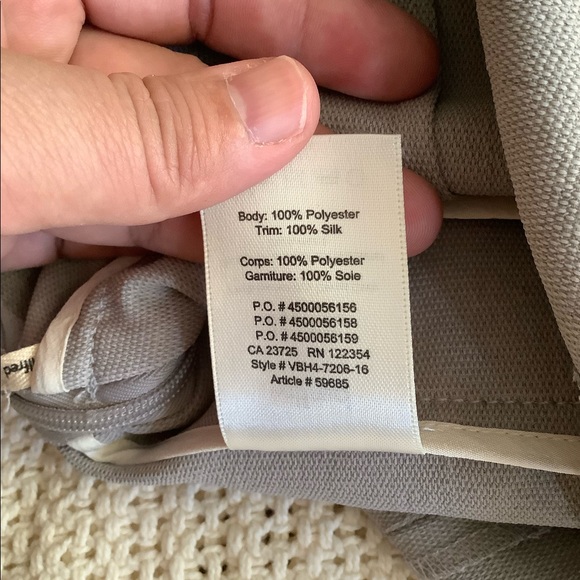 Body: 100% Polyester
Trim: 100% Silk
Corps: 100% Polyester
Garniture: 100% Soie
P.O. # 4500056156
P.O. # 4500056158
P.O. # 4500056159
CA 23725 RN 122354
Style # VBH4-7206-16
Article # 59685